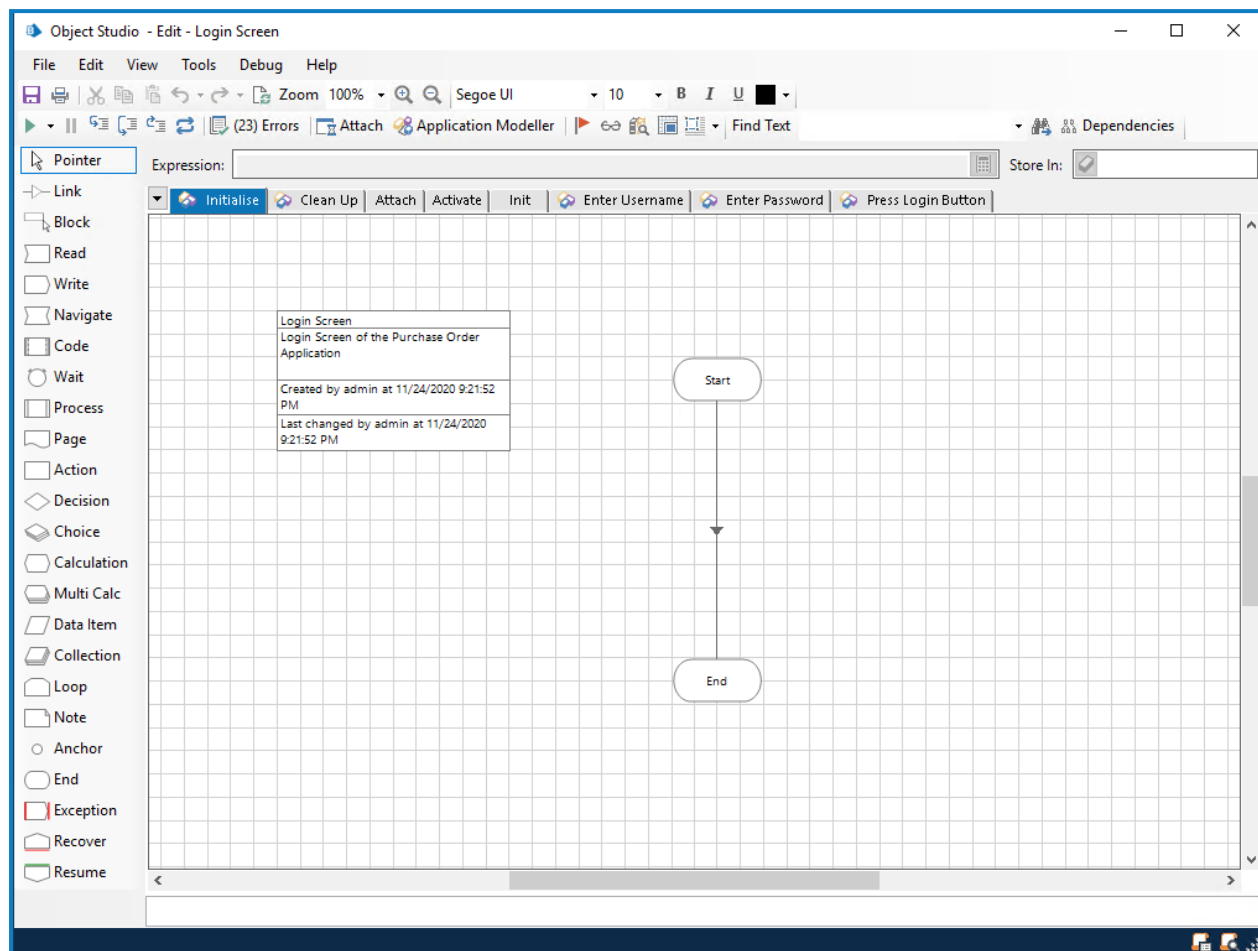 Object Studio - Edit - Login Screen
File Edit View Tools Debug Help
Zoom 100% Segoe UI 10 B I U
(23) Errors Attach Application Modeller Find Text Dependencies
Pointer
Expression: Store In:
Link
Initialise Clean Up Attach Activate Init Enter Username Enter Password Press Login Button
Block
Read
Write
Navigate
Code
Wait
Process
Page
Action
Decision
Choice
Calculation
Multi Calc
Data Item
Collection
Loop
Note
Anchor
End
Exception
Recover
Resume
Login Screen
Login Screen of the Purchase Order
Application
Created by admin at 11/24/2020 9:21:52
PM
Last changed by admin at 11/24/2020
9:21:52 PM
Start
End